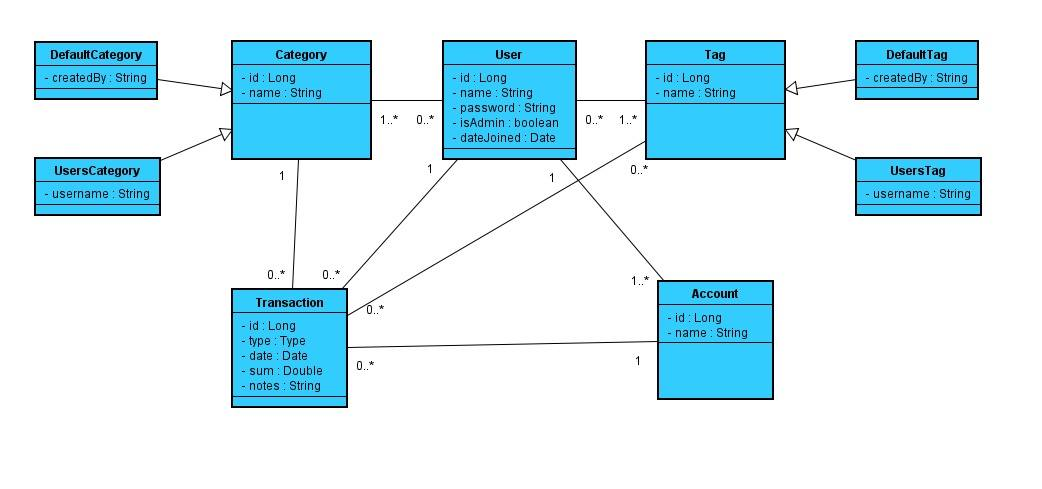 DefaultCategory
- createdBy : String
Category
- id : Long
- name : String
User
- id : Long
- name : String
- password : String
- isAdmin : boolean
- dateJoined : Date
Tag
- id : Long
- name : String
DefaultTag
- createdBy : String
1..*
0..*
0..*
1..*
UsersCategory
- username : String
UsersTag
- username : String
1
1
1
0..*
0..*
0..*
1..*
Transaction
- id : Long
- type : Type
- date : Date
- sum : Double
- notes : String
0..*
Account
- id : Long
- name : String
0..*
1